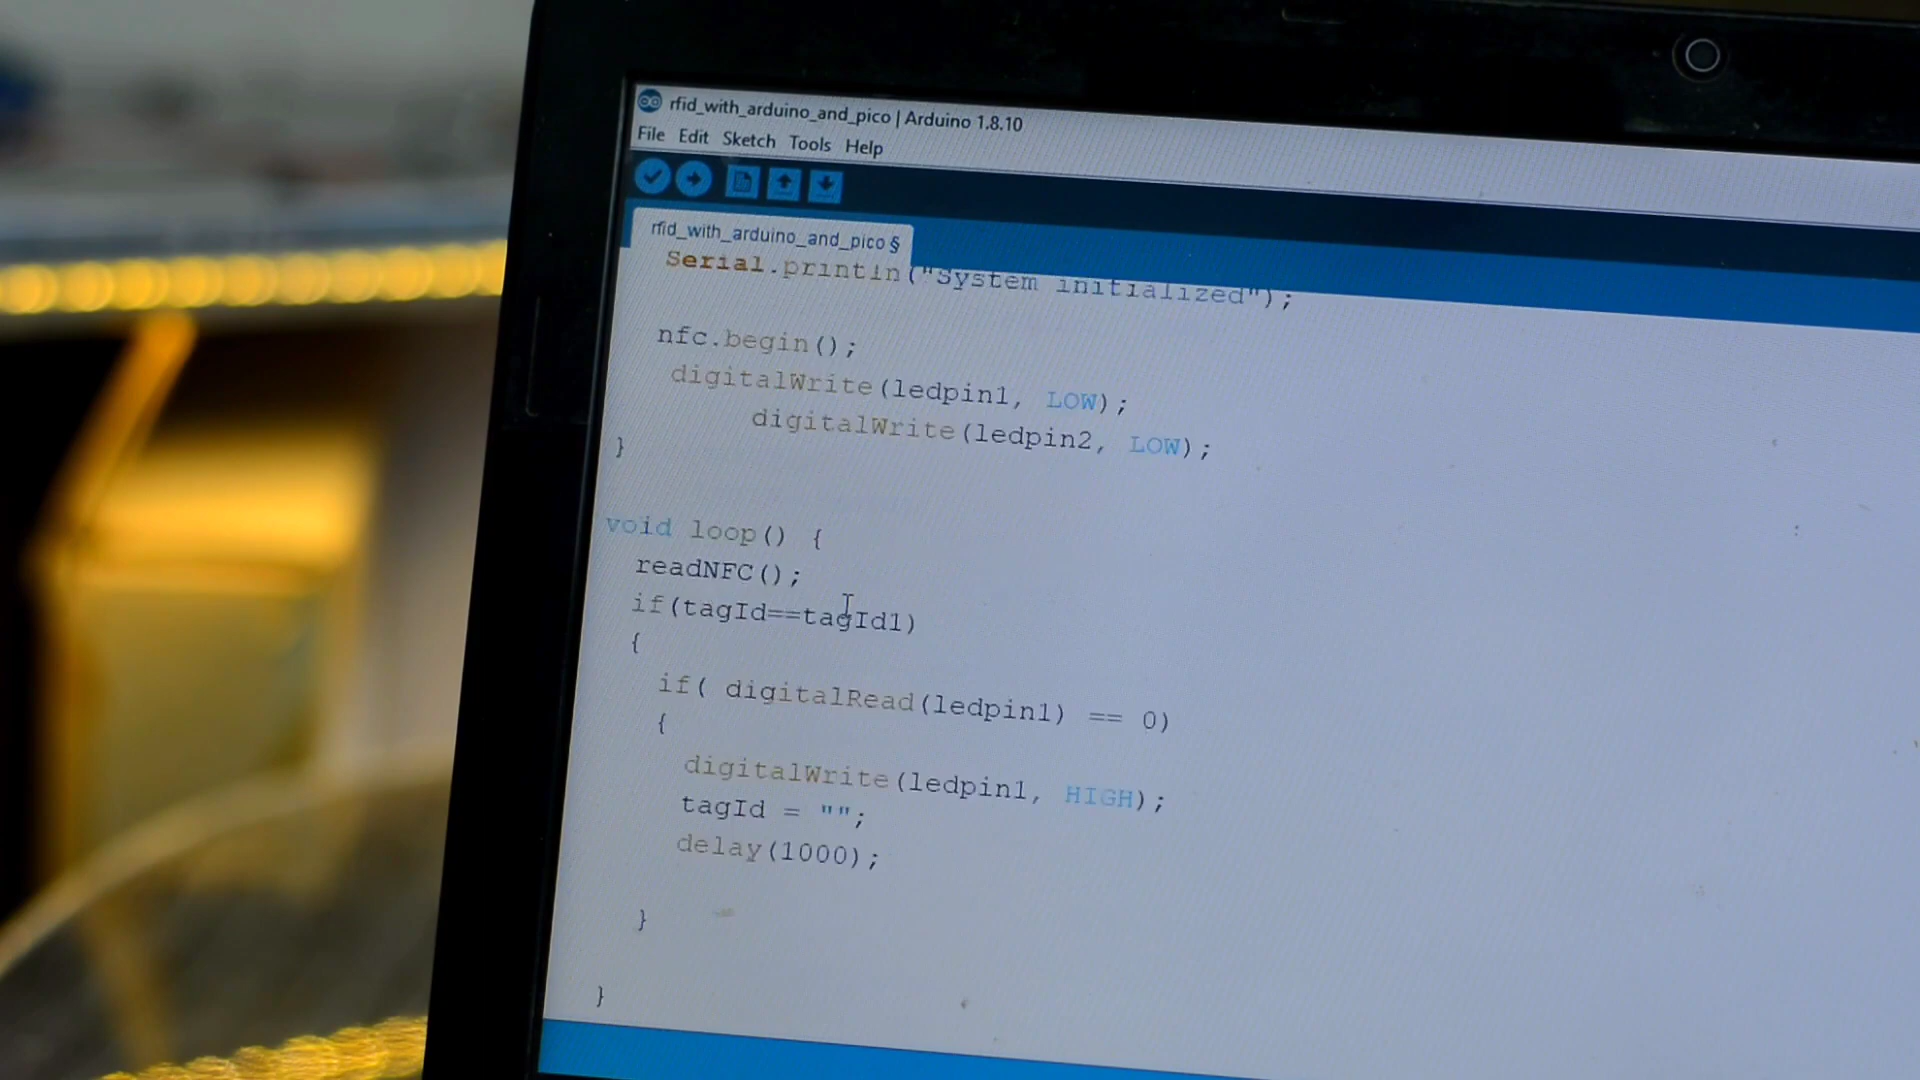 rfid_with_arduino_and_pico | Arduino 1.8.10
File Edit Sketch Tools Help
rfid_with_arduino_and_pico §
Serial.println("System initialized");
nfc.begin();
digitalWrite(ledpin1, LOW);
digitalWrite(ledpin2, LOW);
}
void loop() {
readNFC();
if(tagId==tagId1)
{
if( digitalRead(ledpin1) == 0)
{
digitalWrite(ledpin1, HIGH);
tagId = "";
delay(1000);
}
}